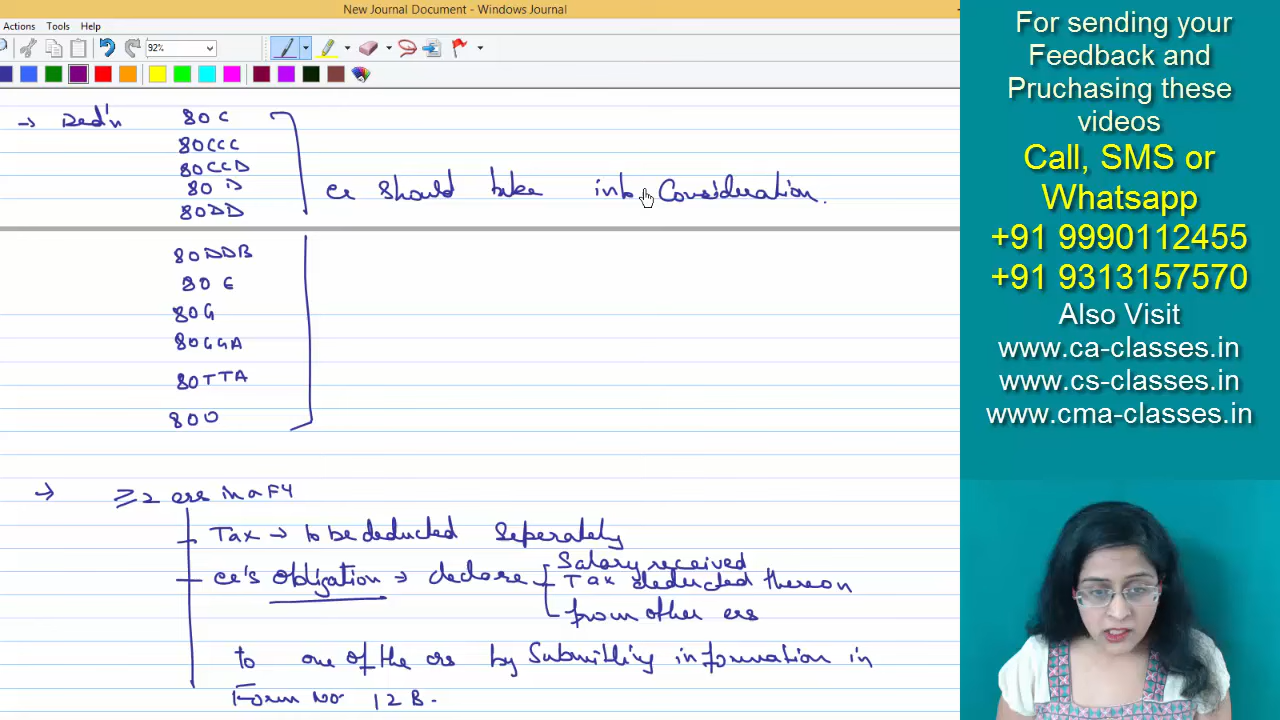 New Journal Document - Windows Journal
Actions Tools Help
92%
→ Ded'n 80 C
80CCC
80CCD
80 D
80DD
ee should take into Consideration.
80DDB
80 E
80G
80GGA
80TTA
80U
→ ≥2 ers in a FY
Tax → to be deducted Seperately
ee's obligation → declare
Salary received
Tax deducted thereon
from other ers
to one of the ers by Submitting information in
Form No 12B.
For sending your
Feedback and
Pruchasing these
videos
Call, SMS or
Whatsapp
+91 9990112455
+91 9313157570
Also Visit
www.ca-classes.in
www.cs-classes.in
www.cma-classes.in